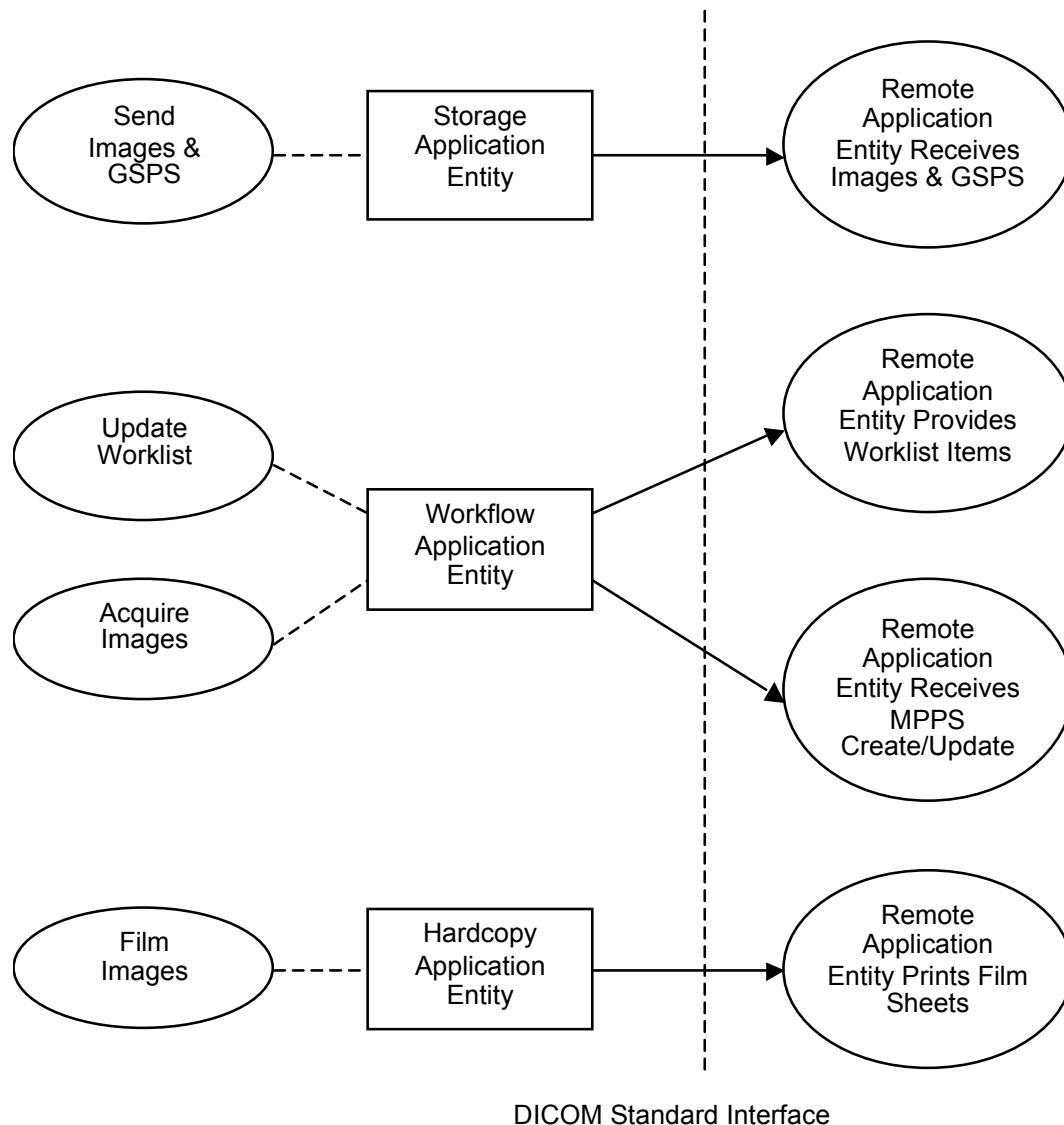 Send
Images &
GSPS
Storage
Application
Entity
Remote
Application
Entity Receives
Images & GSPS
Update
Worklist
Workflow
Application
Entity
Remote
Application
Entity Provides
Worklist Items
Acquire
Images
Remote
Application
Entity Receives
MPPS
Create/Update
Film
Images
Hardcopy
Application
Entity
Remote
Application
Entity Prints Film
Sheets
DICOM Standard Interface